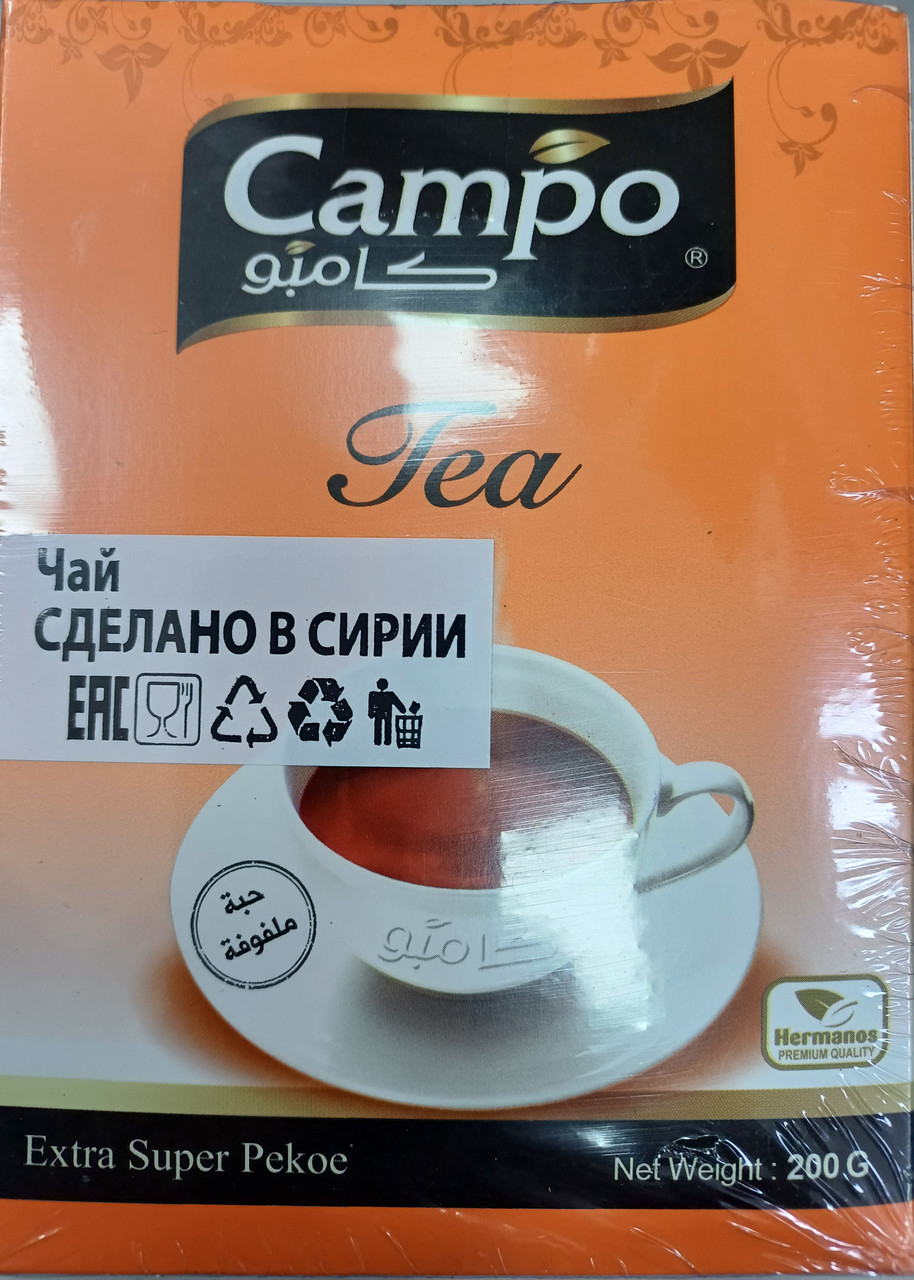 Campo
كامبو
®
Tea
Чай
СДЕЛАНО В СИРИИ
EAC
حبة
ملفوفة
كامبو
Hermanos
PREMIUM QUALITY
Extra Super Pekoe
Net Weight : 200 G